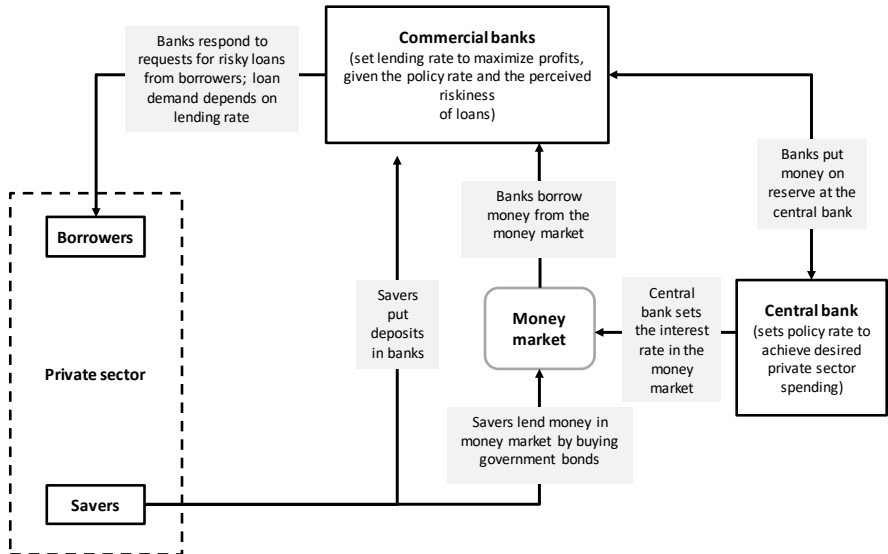 Commercial banks
(set lending rate to maximize profits,
given the policy rate and the perceived
riskiness
of loans)
Banks respond to
requests for risky loans
from borrowers; loan
demand depends on
lending rate
Banks put
money on
reserve at the
central bank
Banks borrow
money from the
money market
Borrowers
Savers
put
deposits
in banks
Money
market
Central
bank sets
the interest
rate in the
money
market
Central bank
(sets policy rate to
achieve desired
private sector
spending)
Private sector
Savers lend money in
money market by buying
government bonds
Savers